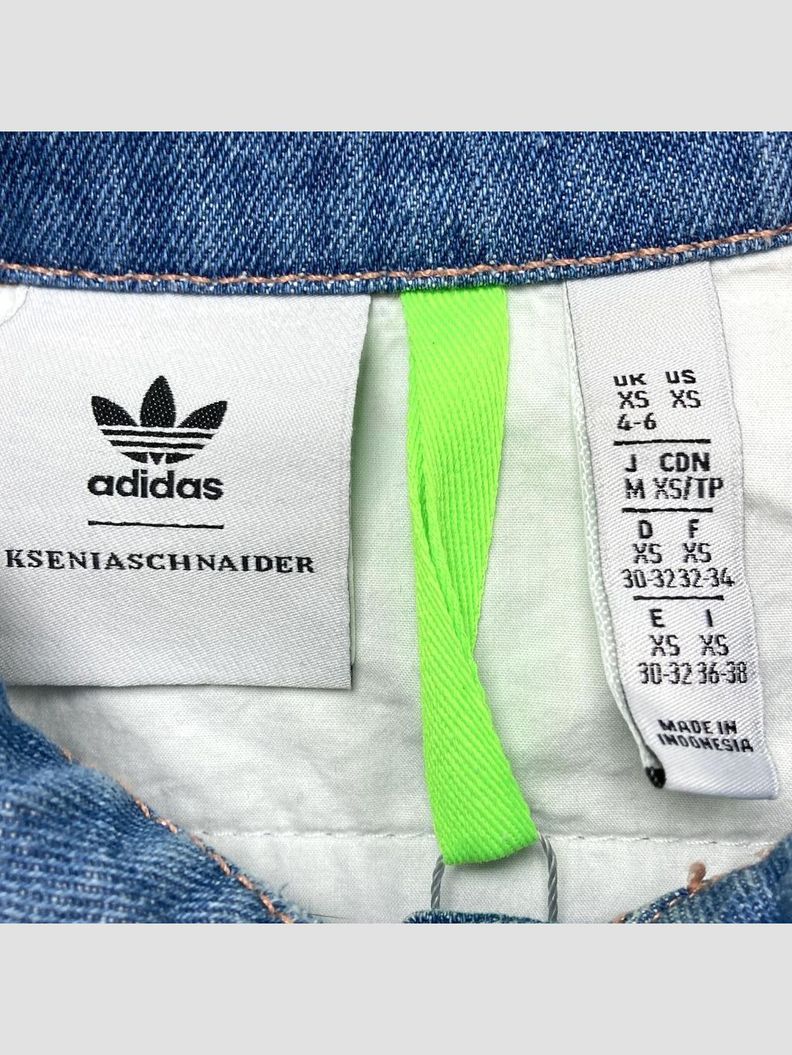 adidas
KSENIASCHNAIDER
UK US
XS XS
4-6
J CDN
M XS/TP
D F
XS XS
30-32 32-34
E I
XS XS
30-32 36-38
MADE IN
INDONESIA